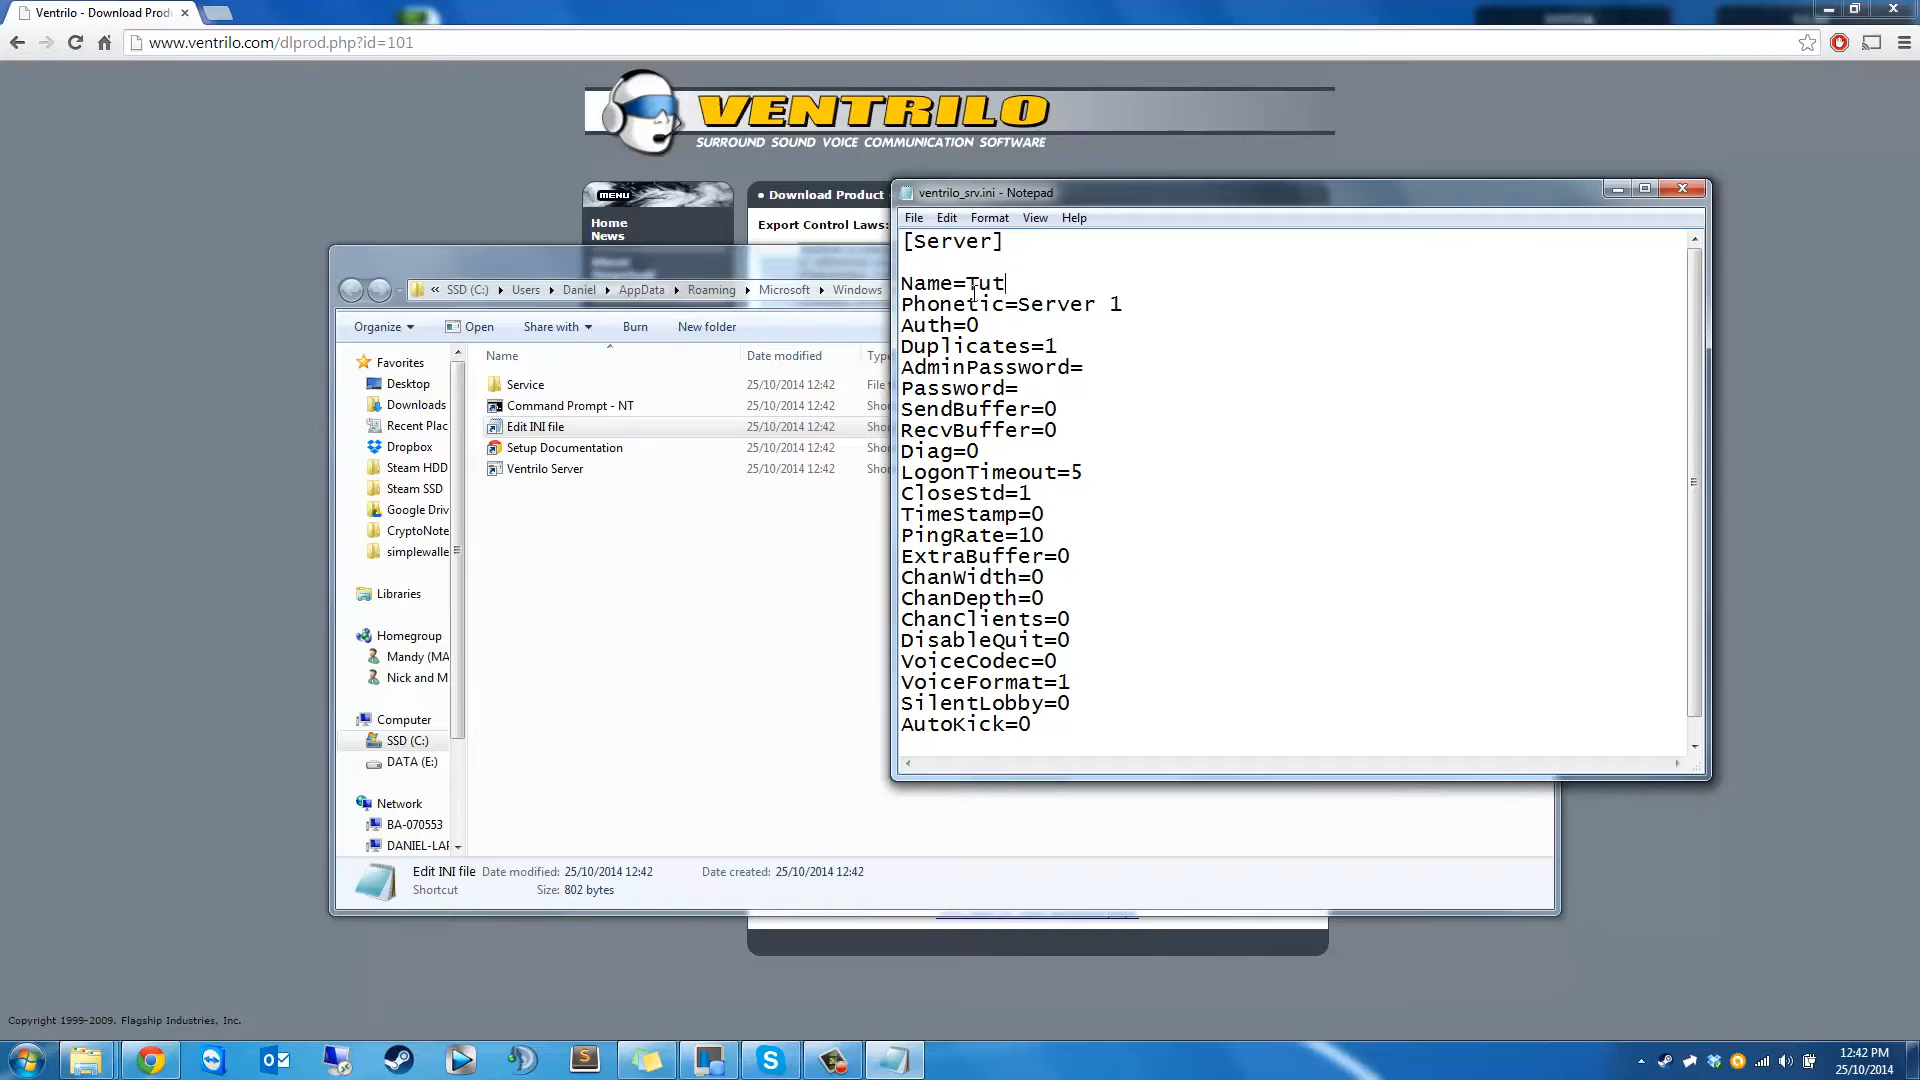 Ventrilo - Download Prod
www.ventrilo.com/dlprod.php?id=101
VENTRILO
SURROUND SOUND VOICE COMMUNICATION SOFTWARE
MENU
Home
News
• Download Product
Export Control Laws:
ventrilo_srv.ini - Notepad
File Edit Format View Help
[Server]
Name=Tut
Phonetic=Server 1
Auth=0
Duplicates=1
AdminPassword=
Password=
SendBuffer=0
RecvBuffer=0
Diag=0
LogonTimeout=5
CloseStd=1
TimeStamp=0
PingRate=10
ExtraBuffer=0
ChanWidth=0
ChanDepth=0
ChanClients=0
DisableQuit=0
VoiceCodec=0
VoiceFormat=1
SilentLobby=0
AutoKick=0
« SSD (C:) Users Daniel AppData Roaming Microsoft Windows
Organize Open Share with Burn New folder
Name Date modified Type
Service 25/10/2014 12:42 File f
Command Prompt - NT 25/10/2014 12:42 Shor
Edit INI file 25/10/2014 12:42 Shor
Setup Documentation 25/10/2014 12:42 Shor
Ventrilo Server 25/10/2014 12:42 Shor
Favorites
Desktop
Downloads
Recent Plac
Dropbox
Steam HDD
Steam SSD
Google Driv
CryptoNote
simplewalle
Libraries
Homegroup
Mandy (MA
Nick and M
Computer
SSD (C:)
DATA (E:)
Network
BA-070553
DANIEL-LAP
Edit INI file Date modified: 25/10/2014 12:42 Date created: 25/10/2014 12:42
Shortcut Size: 802 bytes
Copyright 1999-2009. Flagship Industries, Inc.
12:42 PM
25/10/2014